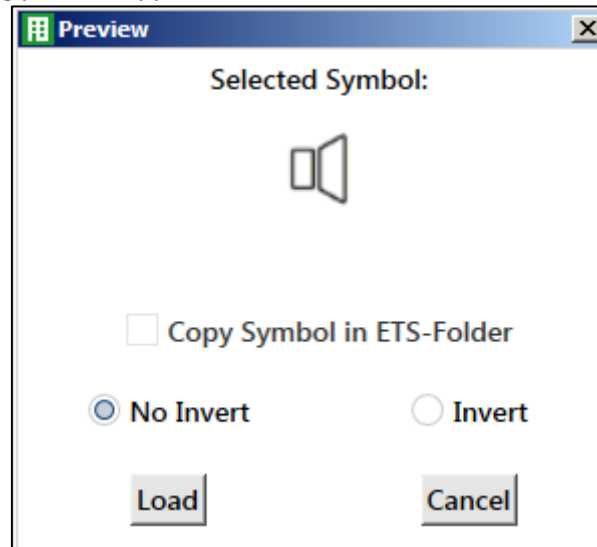 Preview
Selected Symbol:
Copy Symbol in ETS-Folder
No Invert Invert
Load Cancel